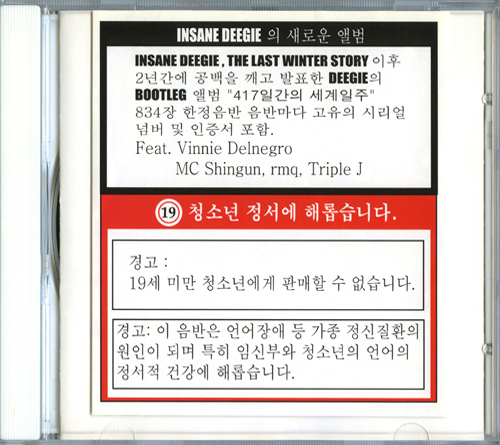 INSANE DEEGIE 의 새로운 앨범
INSANE DEEGIE , THE LAST WINTER STORY 이후
2년간에 공백을 깨고 발표한 DEEGIE의
BOOTLEG 앨범 "417일간의 세계일주"
834장 한정음반 음반마다 고유의 시리얼
넘버 및 인증서 포함.
Feat. Vinnie Delnegro
MC Shingun, rmq, Triple J
19 청소년 정서에 해롭습니다.
경고 :
19세 미만 청소년에게 판매할 수 없습니다.
경고: 이 음반은 언어장애 등 가종 정신질환의
원인이 되며 특히 임신부와 청소년의 언어의
정서적 건강에 해롭습니다.